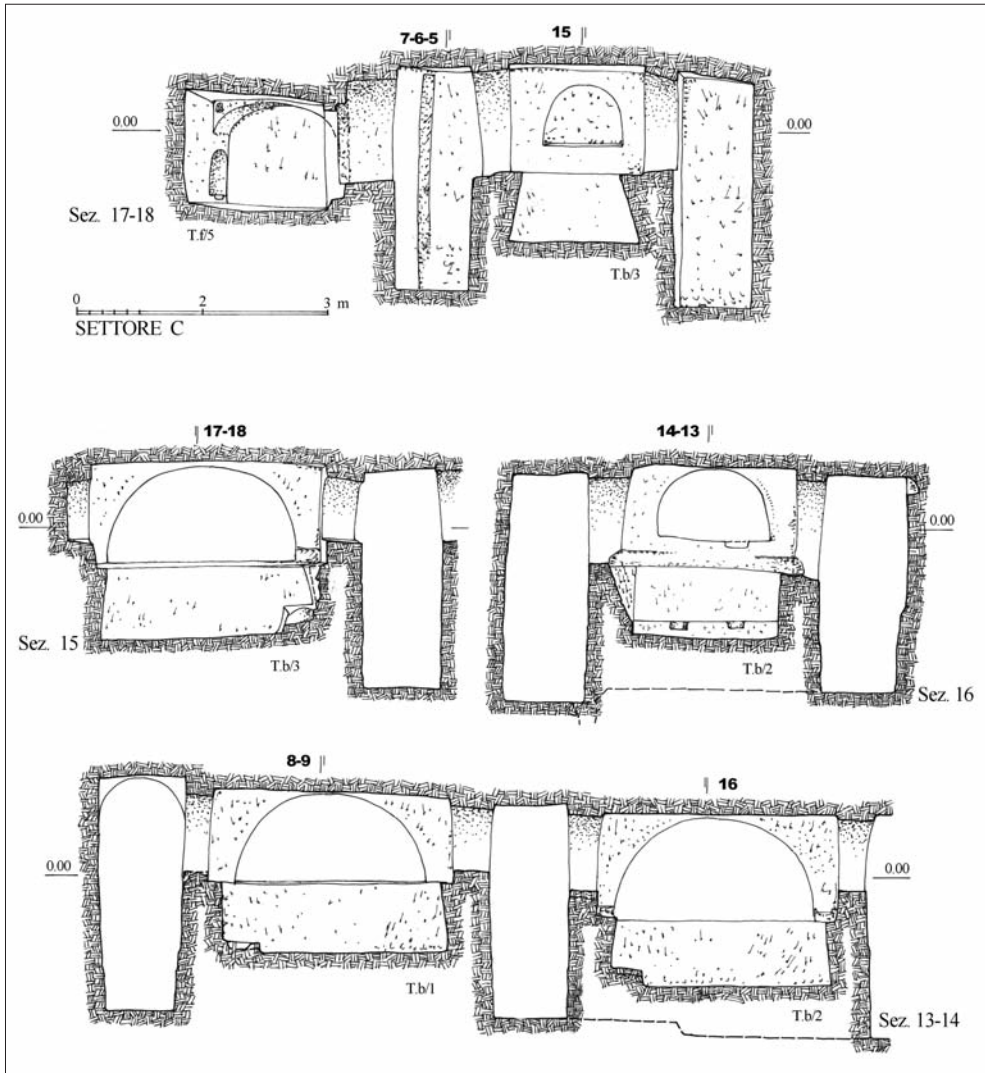 7-6-5 15
0.00 0.00
Sez. 17-18
T.f/5
T.b/3
0 2 3 m
SETTORE C
17-18 14-13
0.00 0.00
Sez. 15
T.b/3 T.b/2
Sez. 16
8-9 16
0.00 0.00
T.b/1 T.b/2
Sez. 13-14